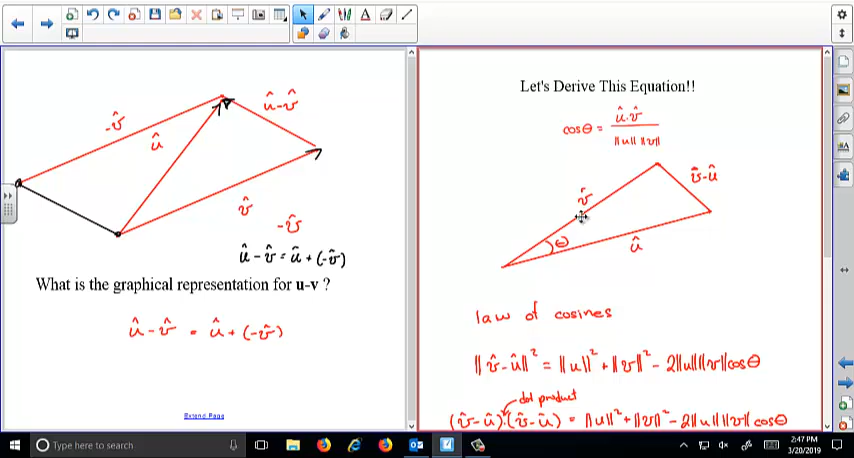 -v̂
û
û-v̂
v̂
-v̂
û - v̂ = û + (-v̂)
What is the graphical representation for u-v ?
û - v̂ = û + (-v̂)
Extend Page
Let's Derive This Equation!!
cosθ = û·v̂ / ||u|| ||v||
v̂
v̂-û
θ
û
law of cosines
||v̂ - û||² = ||u||² + ||v||² - 2||u|| ||v|| cosθ
dot product
(v̂ - û)·(v̂ - û) = ||u||² + ||v||² - 2||u|| ||v|| cosθ
Type here to search
2:47 PM
3/20/2019